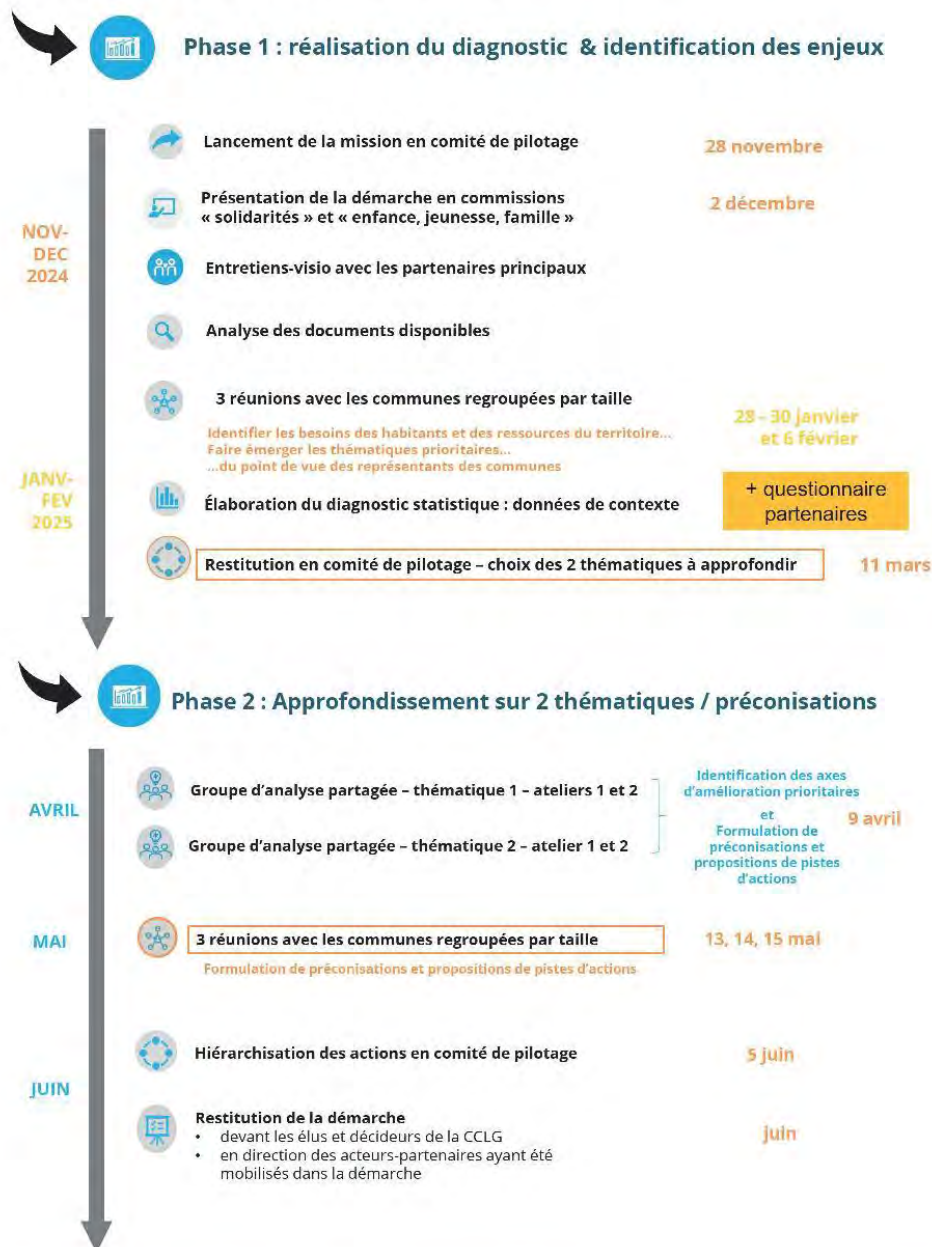 Phase 1 : réalisation du diagnostic & identification des enjeux
Lancement de la mission en comité de pilotage
28 novembre
Présentation de la démarche en commissions
« solidarités » et « enfance, jeunesse, famille »
2 décembre
NOV-
DEC
2024
Entretiens-visio avec les partenaires principaux
Analyse des documents disponibles
3 réunions avec les communes regroupées par taille
28 – 30 janvier
et 6 février
Identifier les besoins des habitants et des ressources du territoire...
Faire émerger les thématiques prioritaires...
...du point de vue des représentants des communes
JANV-
FEV
2025
Élaboration du diagnostic statistique : données de contexte
+ questionnaire
partenaires
Restitution en comité de pilotage – choix des 2 thématiques à approfondir
11 mars
Phase 2 : Approfondissement sur 2 thématiques / préconisations
AVRIL
Groupe d'analyse partagée – thématique 1 – ateliers 1 et 2
Groupe d'analyse partagée – thématique 2 – atelier 1 et 2
Identification des axes
d'amélioration prioritaires
et
Formulation de
préconisations et
propositions de pistes
d'actions
9 avril
MAI
3 réunions avec les communes regroupées par taille
13, 14, 15 mai
Formulation de préconisations et propositions de pistes d'actions
Hiérarchisation des actions en comité de pilotage
5 juin
JUIN
Restitution de la démarche
• devant les élus et décideurs de la CCLG
• en direction des acteurs-partenaires ayant été
mobilisés dans la démarche
juin